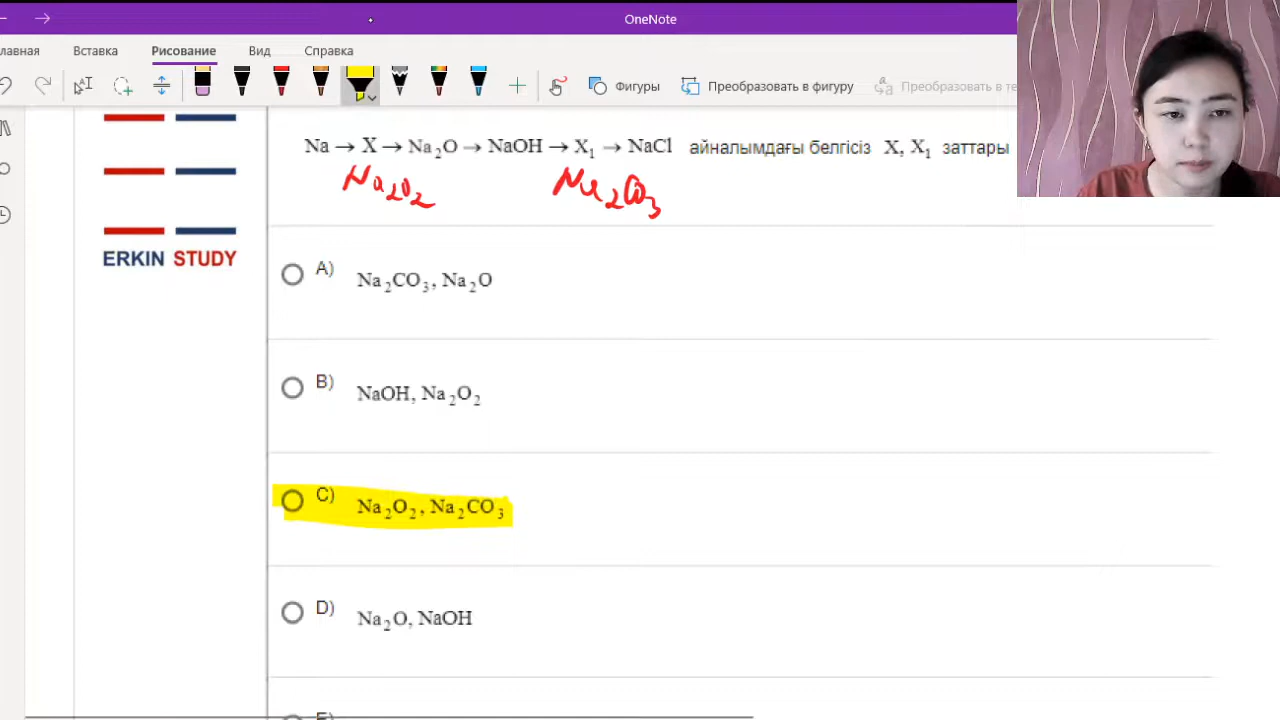 OneNote
лавная Вставка Рисование Вид Справка
Фигуры Преобразовать в фигуру Преобразовать в те
Na → X → Na₂O → NaOH → X₁ → NaCl айналымдағы белгісіз X, X₁ заттары
Na₂O₂ Na₂CO₃
ERKIN STUDY
A) Na₂CO₃, Na₂O
B) NaOH, Na₂O₂
C) Na₂O₂, Na₂CO₃
D) Na₂O, NaOH